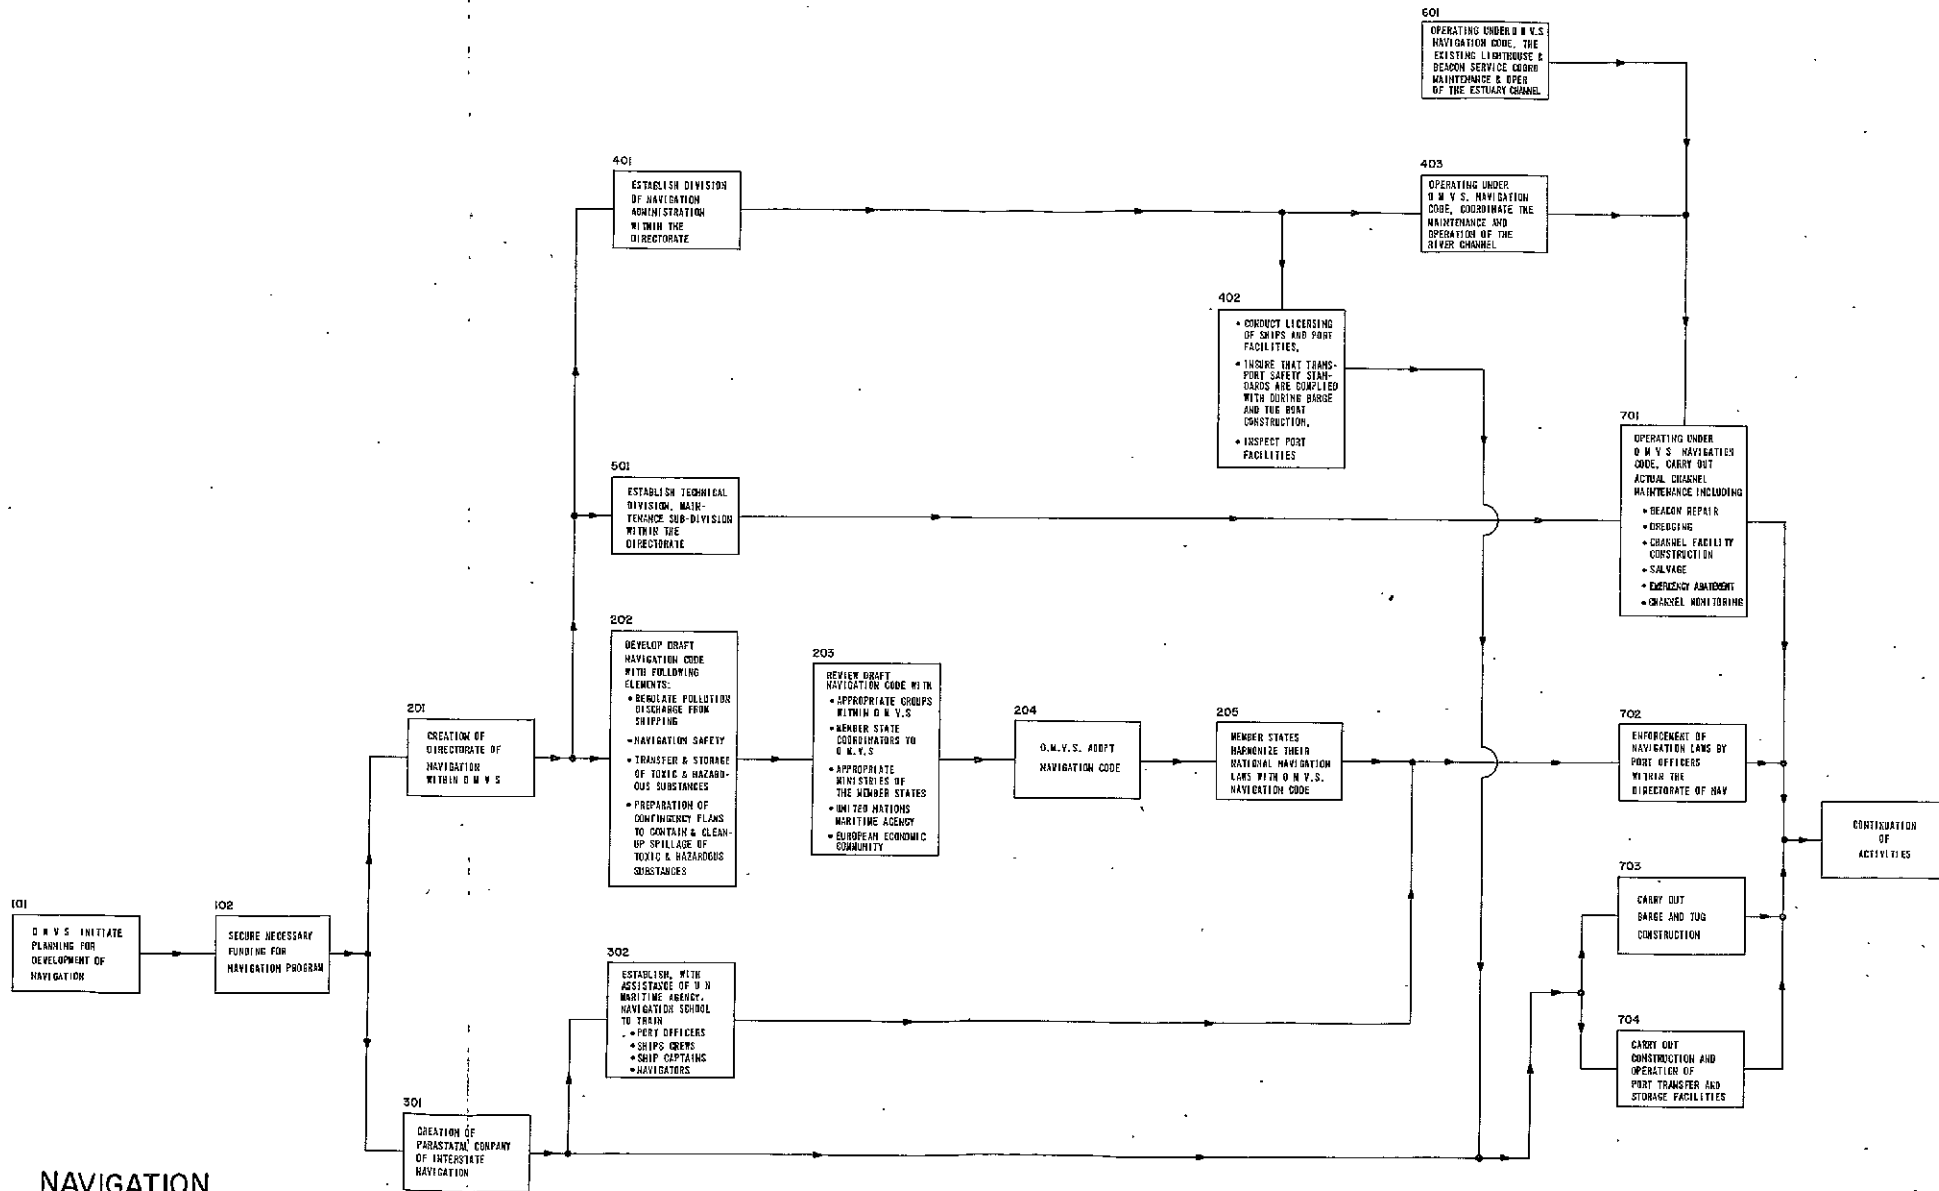 601
OPERATING UNDER O M V.S
NAVIGATION CODE, THE
EXISTING LIGHTHOUSE &
BEACON SERVICE COORD
MAINTENANCE & OPER
OF THE ESTUARY CHANNEL
401
ESTABLISH DIVISION
OF NAVIGATION
ADMINISTRATION
WITHIN THE
DIRECTORATE
403
OPERATING UNDER
O M V S. NAVIGATION
CODE, COORDINATE THE
MAINTENANCE AND
OPERATION OF THE
RIVER CHANNEL
402
• CONDUCT LICENSING
OF SHIPS AND PORT
FACILITIES,
• INSURE THAT TRANS-
PORT SAFETY STAN-
DARDS ARE COMPLIED
WITH DURING BARGE
AND TUG BOAT
CONSTRUCTION,
• INSPECT PORT
FACILITIES
501
ESTABLISH TECHNICAL
DIVISION, MAIN-
TENANCE SUB-DIVISION
WITHIN THE
DIRECTORATE
701
OPERATING UNDER
O M V S NAVIGATION
CODE, CARRY OUT
ACTUAL CHANNEL
MAINTENANCE INCLUDING
• BEACON REPAIR
• DREDGING
• CHANNEL FACILITY
CONSTRUCTION
• SALVAGE
• EMERGENCY ABATEMENT
• CHANNEL MONITORING
202
DEVELOP DRAFT
NAVIGATION CODE
WITH FOLLOWING
ELEMENTS:
• REGULATE POLLUTION
DISCHARGE FROM
SHIPPING
• NAVIGATION SAFETY
• TRANSFER & STORAGE
OF TOXIC & HAZARD-
OUS SUBSTANCES
• PREPARATION OF
CONTINGENCY PLANS
TO CONTAIN & CLEAN-
UP SPILLAGE OF
TOXIC & HAZARDOUS
SUBSTANCES
203
REVIEW DRAFT
NAVIGATION CODE WITH
• APPROPRIATE GROUPS
WITHIN O M V.S
• MEMBER STATE
COORDINATORS TO
O M.V.S
• APPROPRIATE
MINISTRIES OF
THE MEMBER STATES
• UNITED NATIONS
MARITIME AGENCY
• EUROPEAN ECONOMIC
COMMUNITY
201
CREATION OF
DIRECTORATE OF
NAVIGATION
WITHIN O M V S
204
O.M.V.S. ADOPT
NAVIGATION CODE
205
MEMBER STATES
HARMONIZE THEIR
NATIONAL NAVIGATION
LAWS WITH O M V.S.
NAVIGATION CODE
702
ENFORCEMENT OF
NAVIGATION LAWS BY
PORT OFFICERS
WITHIN THE
DIRECTORATE OF NAV
CONTINUATION
OF
ACTIVITIES
703
CARRY OUT
BARGE AND TUG
CONSTRUCTION
101
O M V S INITIATE
PLANNING FOR
DEVELOPMENT OF
NAVIGATION
102
SECURE NECESSARY
FUNDING FOR
NAVIGATION PROGRAM
302
ESTABLISH, WITH
ASSISTANCE OF U N
MARITIME AGENCY,
NAVIGATION SCHOOL
TO TRAIN
• PORT OFFICERS
• SHIPS CREWS
• SHIP CAPTAINS
• NAVIGATORS
704
CARRY OUT
CONSTRUCTION AND
OPERATION OF
PORT TRANSFER AND
STORAGE FACILITIES
301
CREATION OF
PARASTATAL COMPANY
OF INTERSTATE
NAVIGATION
NAVIGATION